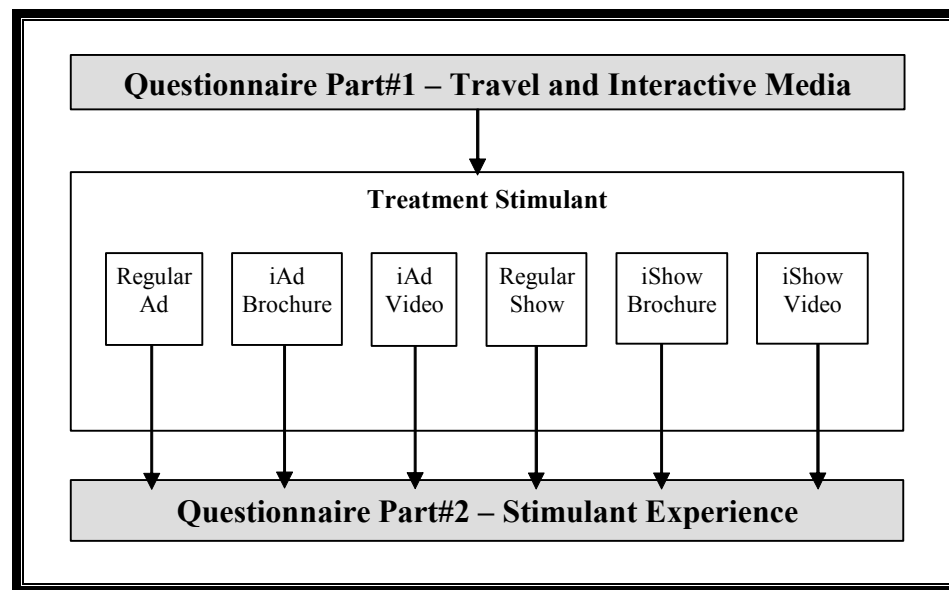 Questionnaire Part#1 – Travel and Interactive Media
Treatment Stimulant
Regular
Ad
iAd
Brochure
iAd
Video
Regular
Show
iShow
Brochure
iShow
Video
Questionnaire Part#2 – Stimulant Experience